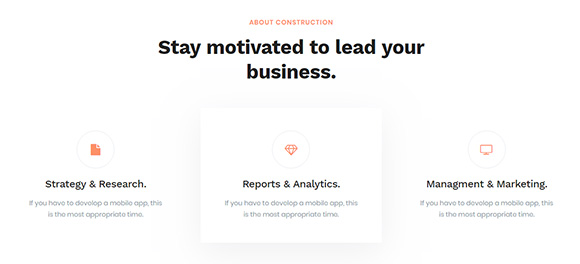 ABOUT CONSTRUCTION
Stay motivated to lead your
business.
Strategy & Research.
If you have to develop a mobile app, this
is the most appropriate time.
Reports & Analytics.
If you have to develop a mobile app, this
is the most appropriate time.
Managment & Marketing.
If you have to develop a mobile app, this
is the most appropriate time.